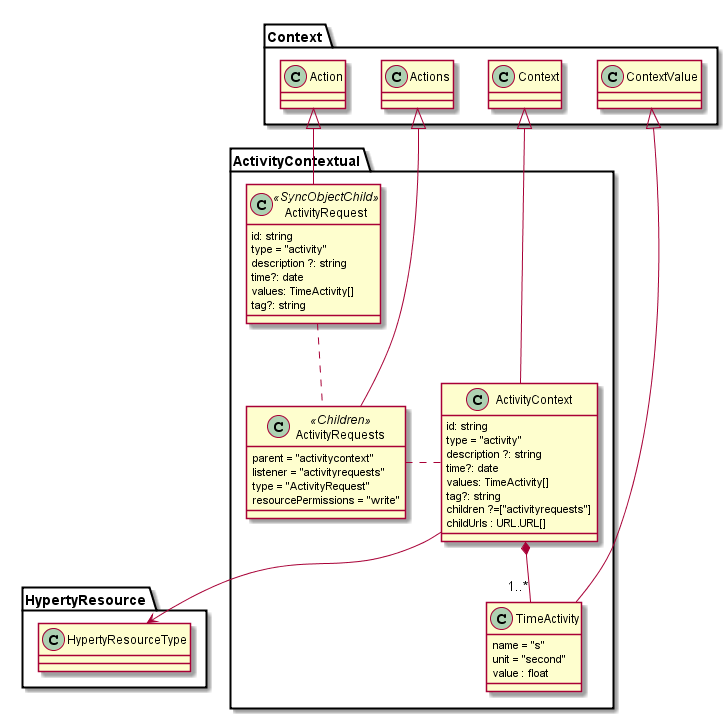 Context
C Action
C Actions
C Context
C ContextValue
ActivityContextual
C «SyncObjectChild»
ActivityRequest
id: string
type = "activity"
description ?: string
time?: date
values: TimeActivity[]
tag?: string
C «Children»
ActivityRequests
parent = "activitycontext"
listener = "activityrequests"
type = "ActivityRequest"
resourcePermissions = "write"
C ActivityContext
id: string
type = "activity"
description ?: string
time?: date
values: TimeActivity[]
tag?: string
children ?=["activityrequests"]
childUrls : URL.URL[]
1..*
HypertyResource
C HypertyResourceType
C TimeActivity
name = "s"
unit = "second"
value : float